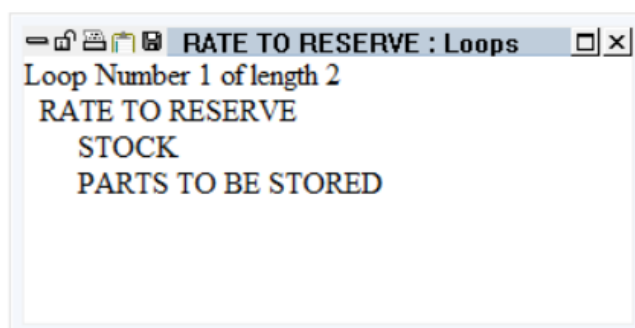 RATE TO RESERVE : Loops
Loop Number 1 of length 2
RATE TO RESERVE
STOCK
PARTS TO BE STORED